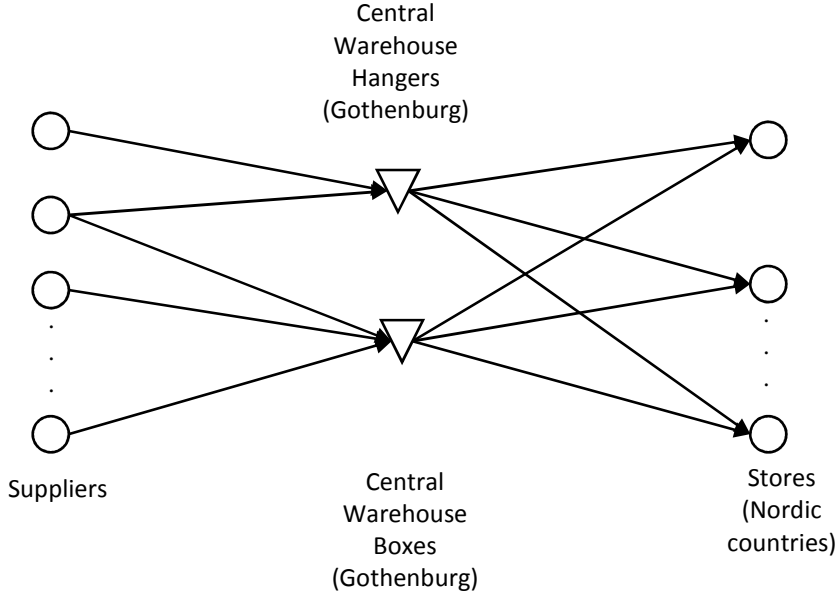 Central
Warehouse
Hangers
(Gothenburg)
Suppliers
Central
Warehouse
Boxes
(Gothenburg)
Stores
(Nordic
countries)